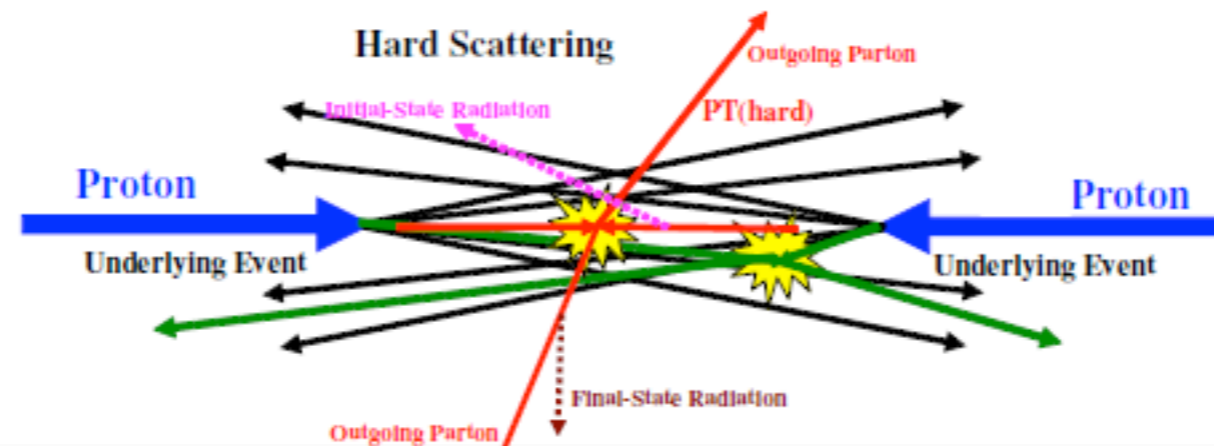 Hard Scattering
Outgoing Parton
Initial-State Radiation
PT(hard)
Proton
Proton
Underlying Event
Underlying Event
Final-State Radiation
Outgoing Parton